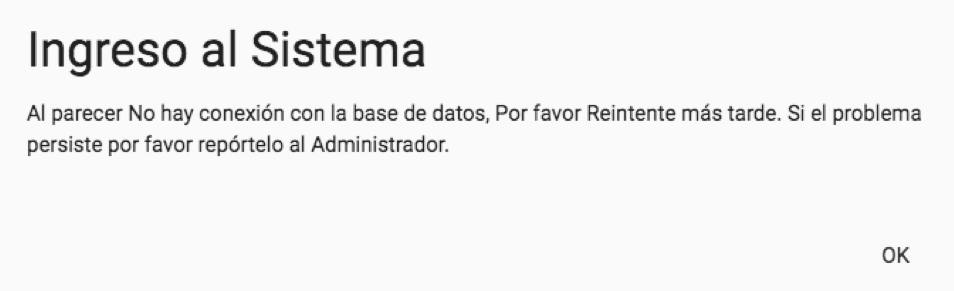 Ingreso al Sistema
Al parecer No hay conexión con la base de datos, Por favor Reintente más tarde. Si el problema
persiste por favor repórtelo al Administrador.
OK